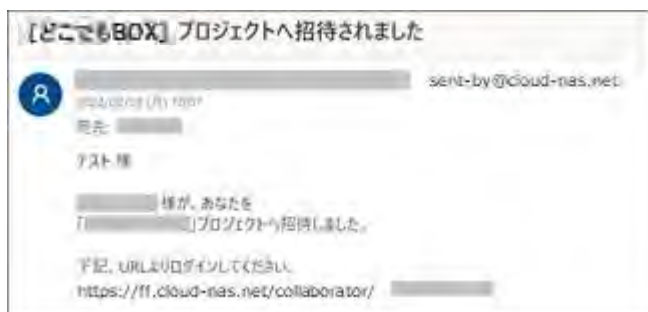 [どこでもBOX] プロジェクトへ招待されました
sent-by@cloud-nas.net
宛先:
テスト 様
様が、あなたを
「」プロジェクトへ招待しました。
下記、URLよりログインしてください。
https://ff.cloud-nas.net/collaborator/